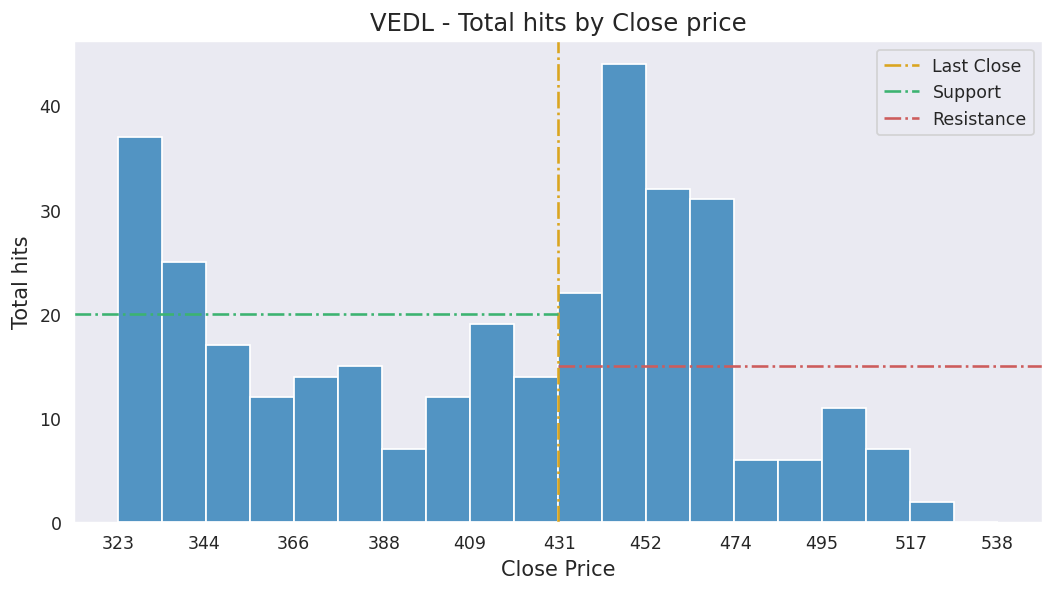 VEDL - Total hits by Close price
Last Close
Support
Resistance
Total hits
40
30
20
10
0
323 344 366 388 409 431 452 474 495 517 538
Close Price